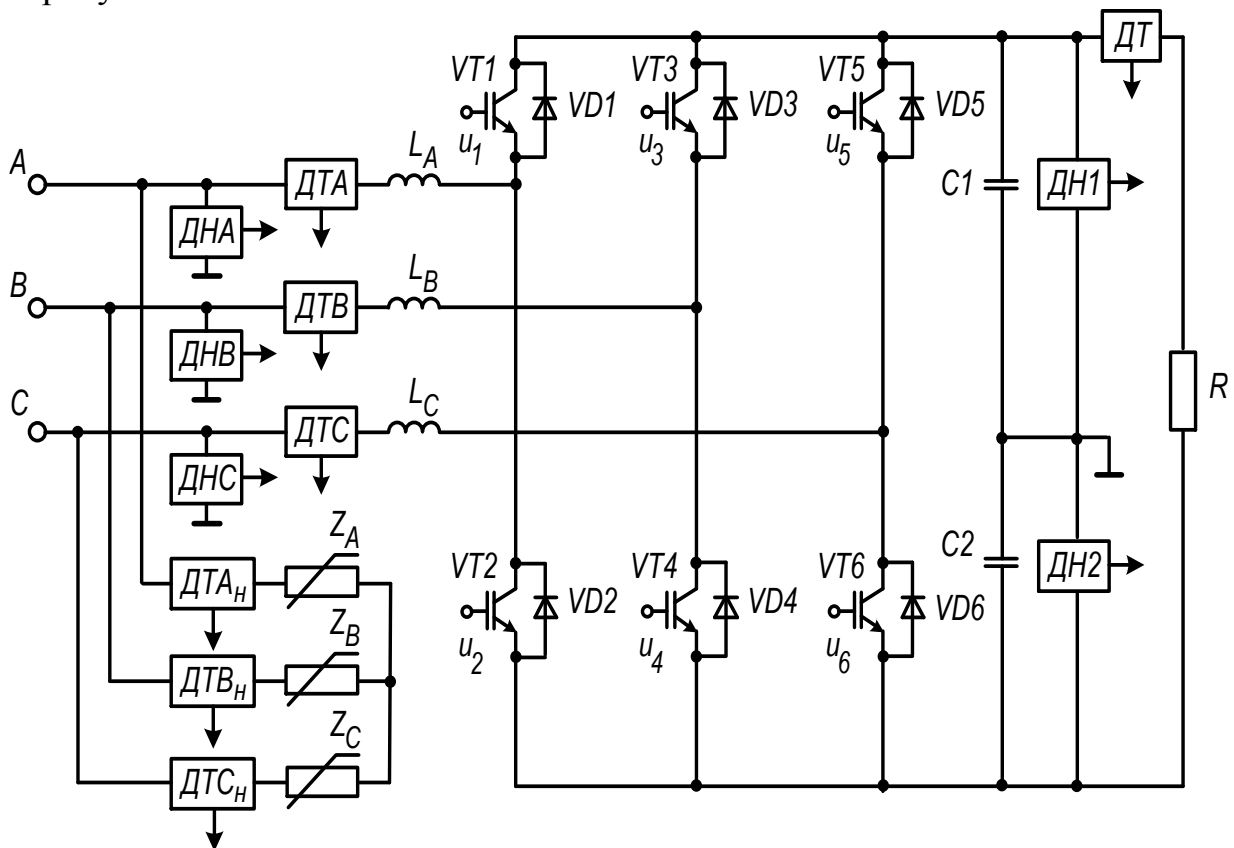 ДТ
VT1
VD1
u1
VT3
VD3
u3
VT5
VD5
u5
A
ДТА
LA
ДНА
C1
ДН1
B
ДТВ
LB
ДНВ
R
C
ДТС
LC
ДНС
ZA
ДТАн
VT2
VD2
u2
VT4
VD4
u4
VT6
VD6
u6
C2
ДН2
ZB
ДТВн
ZC
ДТСн